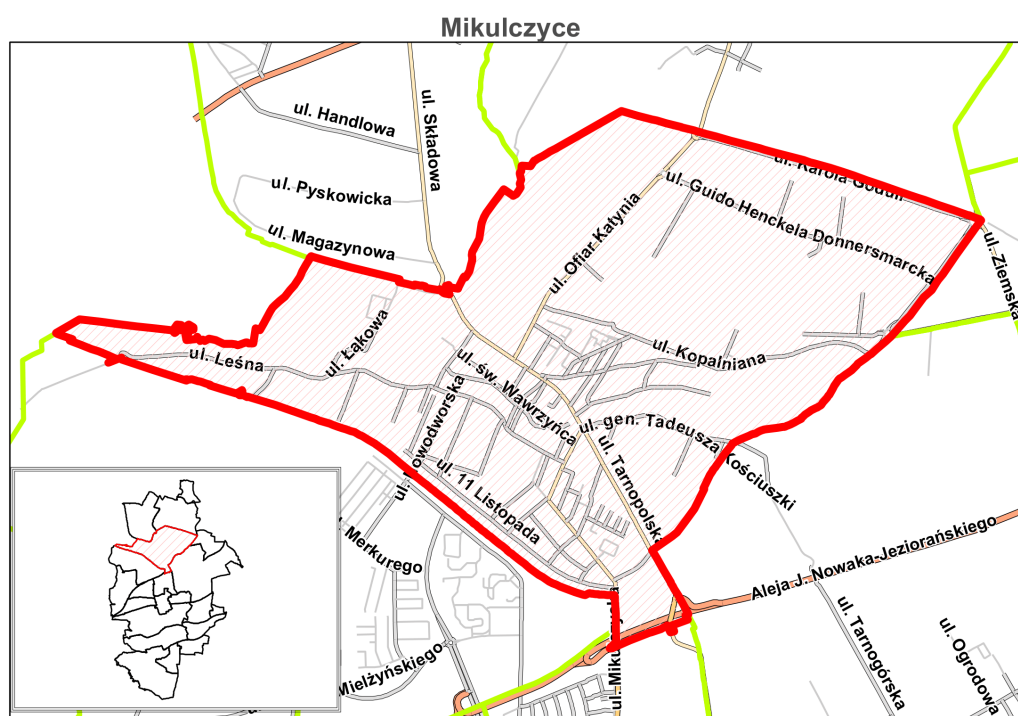 Mikulczyce
ul. Handlowa
ul. Składowa
ul. Pyskowicka
ul. Magazynowa
ul. Karola Goduli
ul. Guido Henckela Donnersmarcka
ul. Ofiar Katynia
ul. Ziemska
ul. Łąkowa
ul. Leśna
ul. Kopalniana
ul. św. Wawrzyńca
ul. Nowodworska
ul. gen. Tadeusza Kościuszki
ul. Tarnopolska
ul. 11 Listopada
Merkurego
Aleja J. Nowaka-Jeziorańskiego
Mielżyńskiego
ul. Tarnogórska
ul. Ogrodowa